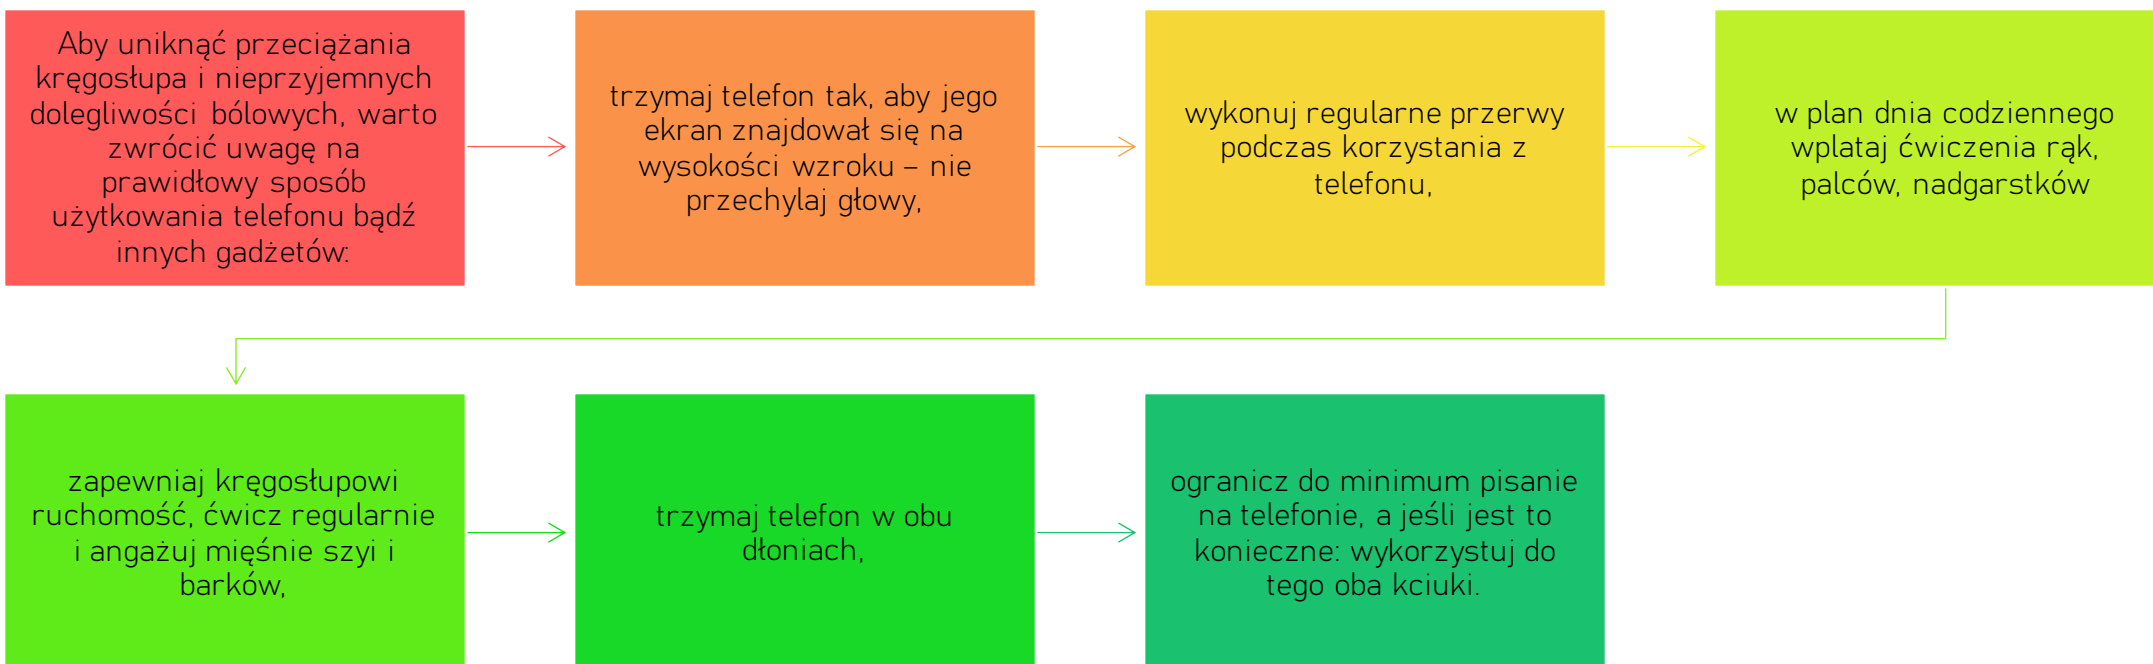 Aby uniknąć przeciążania
kręgosłupa i nieprzyjemnych
dolegliwości bólowych, warto
zwrócić uwagę na
prawidłowy sposób
użytkowania telefonu bądź
innych gadżetów:
trzymaj telefon tak, aby jego
ekran znajdował się na
wysokości wzroku – nie
przechylaj głowy,
wykonuj regularne przerwy
podczas korzystania z
telefonu,
w plan dnia codziennego
wplataj ćwiczenia rąk,
palców, nadgarstków
zapewniaj kręgosłupowi
ruchomość, ćwicz regularnie
i angażuj mięśnie szyi i
barków,
trzymaj telefon w obu
dłoniach,
ogranicz do minimum pisanie
na telefonie, a jeśli jest to
konieczne: wykorzystuj do
tego oba kciuki.